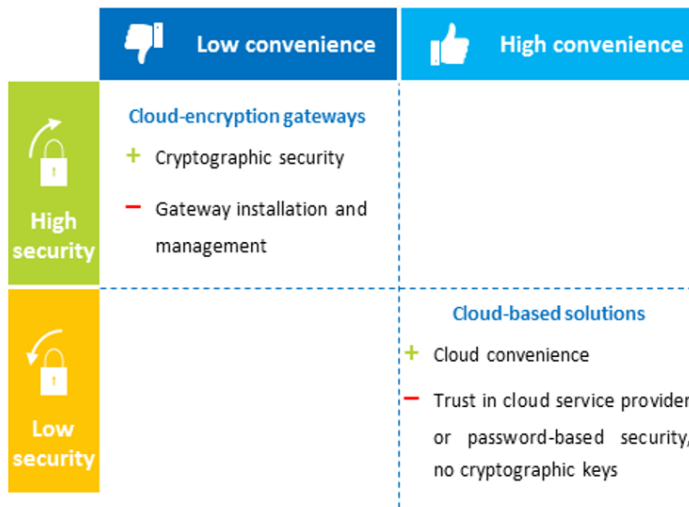 Low convenience
High convenience
High
security
Cloud-encryption gateways
+ Cryptographic security
− Gateway installation and
management
Low
security
Cloud-based solutions
+ Cloud convenience
− Trust in cloud service provider
or password-based security,
no cryptographic keys